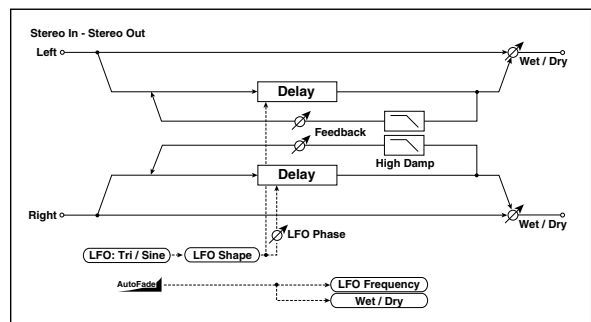 Stereo In - Stereo Out
Left
Wet / Dry
Delay
Feedback
High Damp
Delay
Right
Wet / Dry
LFO Phase
LFO: Tri / Sine
LFO Shape
AutoFade
LFO Frequency
Wet / Dry